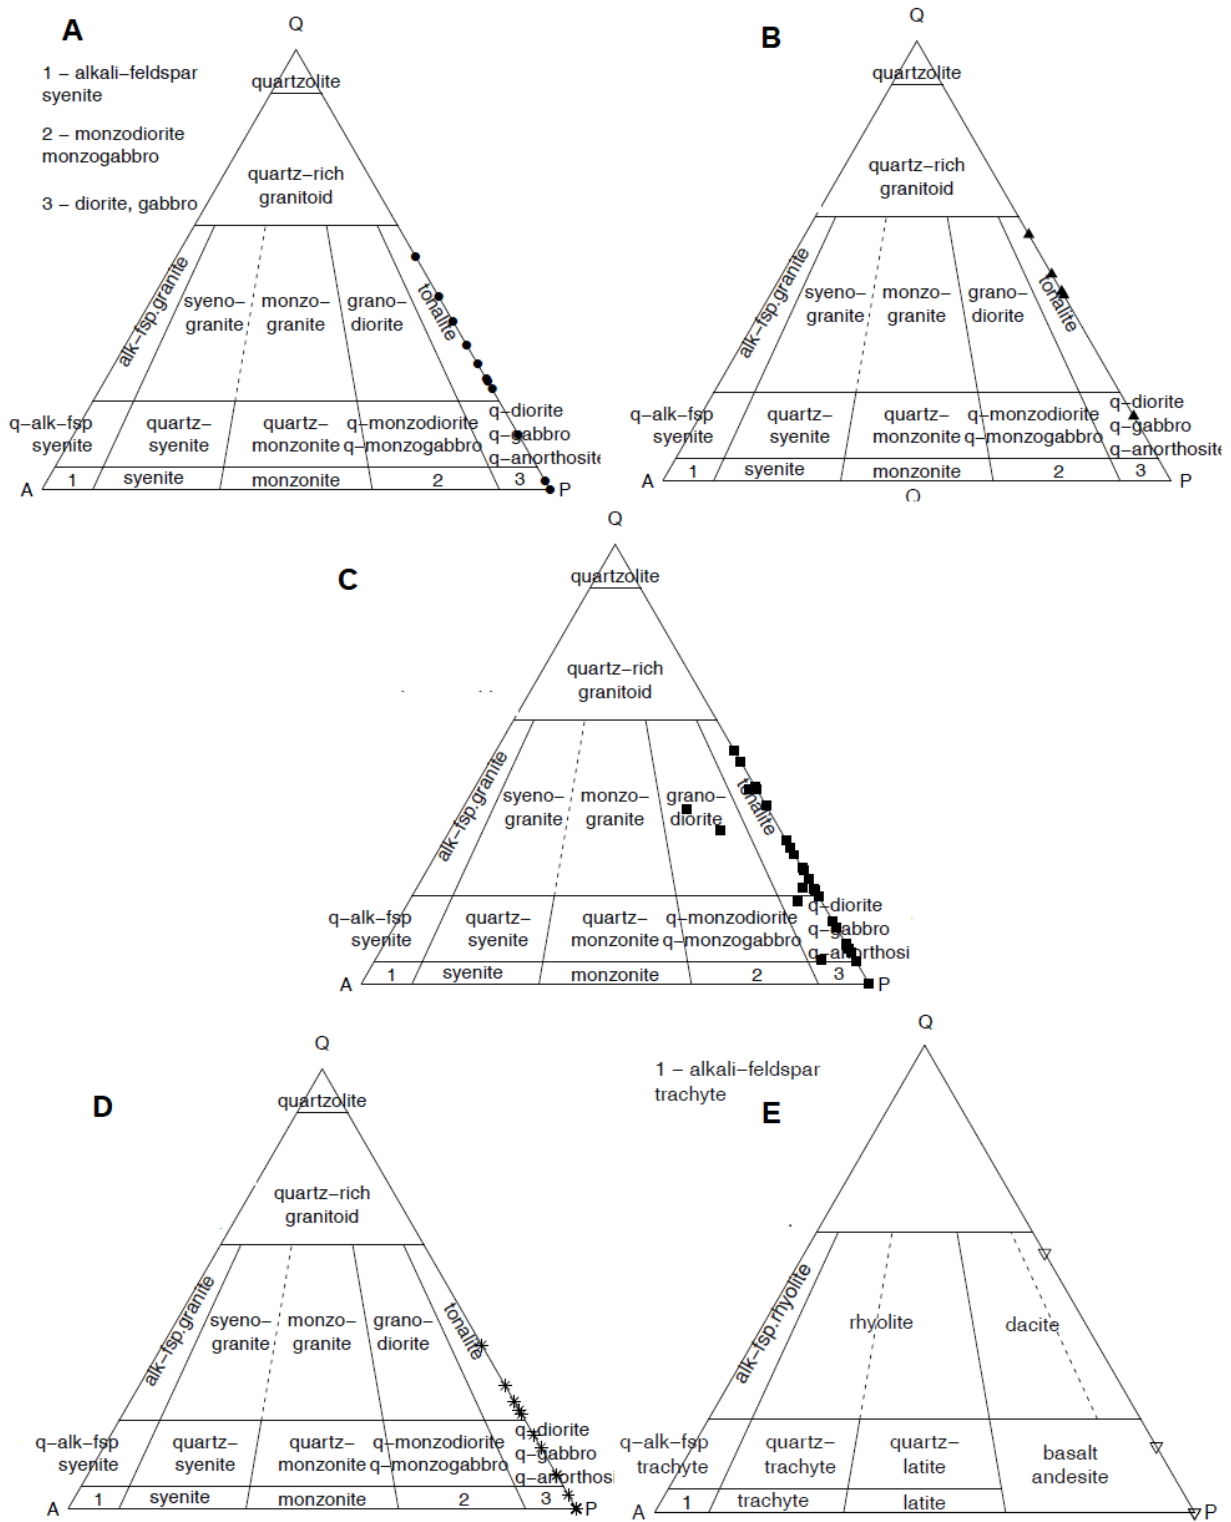 A
Q
1 – alkali–feldspar
syenite
2 – monzodiorite
monzogabbro
3 – diorite, gabbro
quartzolite
quartz–rich
granitoid
alk–fsp.granite
syeno–
granite
monzo–
granite
grano–
diorite
tonalite
q–alk–fsp
syenite
quartz–
syenite
quartz–
monzonite
q–monzodiorite
q–monzogabbro
q–diorite
q–gabbro
q–anorthosite
A
1
syenite
monzonite
2
3
P
B
Q
quartzolite
quartz–rich
granitoid
alk–fsp.granite
syeno–
granite
monzo–
granite
grano–
diorite
tonalite
q–alk–fsp
syenite
quartz–
syenite
quartz–
monzonite
q–monzodiorite
q–monzogabbro
q–diorite
q–gabbro
q–anorthosite
A
1
syenite
monzonite
2
3
P
C
Q
quartzolite
quartz–rich
granitoid
alk–fsp.granite
syeno–
granite
monzo–
granite
grano–
diorite
tonalite
q–alk–fsp
syenite
quartz–
syenite
quartz–
monzonite
q–monzodiorite
q–monzogabbro
q–diorite
q–gabbro
q–anorthosi
A
1
syenite
monzonite
2
3
P
D
Q
quartzolite
quartz–rich
granitoid
alk–fsp.granite
syeno–
granite
monzo–
granite
grano–
diorite
tonalite
q–alk–fsp
syenite
quartz–
syenite
quartz–
monzonite
q–monzodiorite
q–monzogabbro
q–diorite
q–gabbro
q–anorthosi
A
1
syenite
monzonite
2
3
P
E
Q
1 – alkali–feldspar
trachyte
alk–fsp.rhyolite
rhyolite
dacite
q–alk–fsp
trachyte
quartz–
trachyte
quartz–
latite
basalt
andesite
A
1
trachyte
latite
P